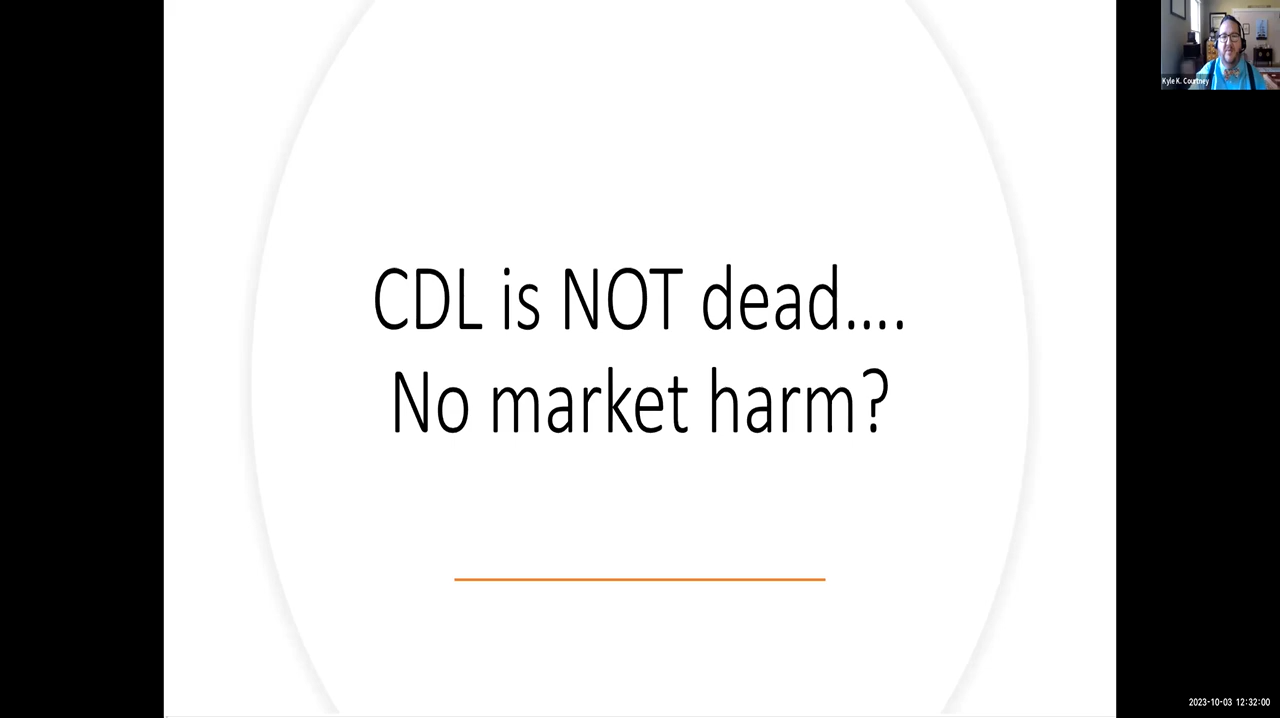 CDL is NOT dead….
No market harm?
Kyle K. Courtney
2023-10-03 12:32:00